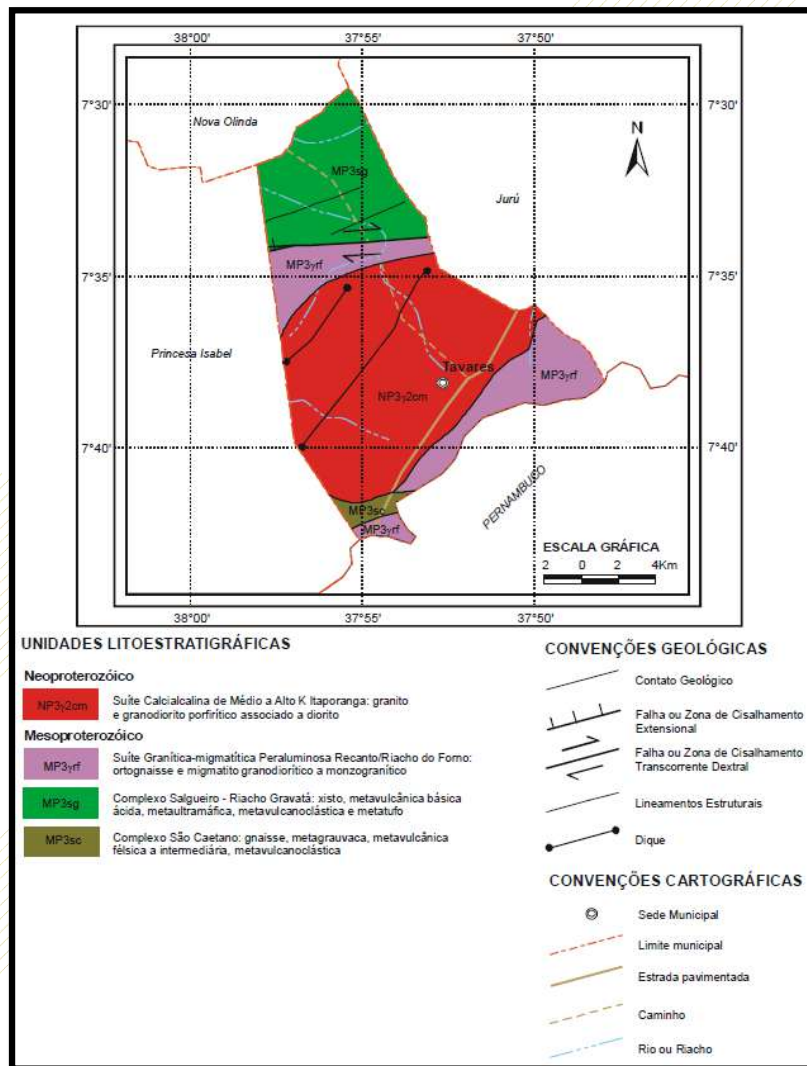 38°00'
37°55'
37°50'
7°30'
7°30'
Nova Olinda
N
MP3sg
Jurú
7°35'
MP3γrf
7°35'
Princesa Isabel
Tavares
MP3γrf
NP3γ2cm
7°40'
7°40'
PERNAMBUCO
MP3sc
MP3γrf
ESCALA GRÁFICA
2 0 2 4Km
38°00'
37°55'
37°50'
UNIDADES LITOESTRATIGRÁFICAS
Neoproterozóico
NP3γ2cm
Suíte Calcialcalina de Médio a Alto K Itaporanga: granito
e granodiorito porfirítico associado a diorito
Mesoproterozóico
MP3γrf
Suíte Granítica-migmatítica Peraluminosa Recanto/Riacho do Forno:
ortognaisse e migmatito granodiorítico a monzogranítico
MP3sg
Complexo Salgueiro - Riacho Gravatá: xisto, metavulcânica básica
ácida, metaultramáfica, metavulcanoclástica e metatufo
MP3sc
Complexo São Caetano: gnaisse, metagrauvaca, metavulcânica
félsica a intermediária, metavulcanoclástica
CONVENÇÕES GEOLÓGICAS
Contato Geológico
Falha ou Zona de Cisalhamento
Extensional
Falha ou Zona de Cisalhamento
Transcorrente Dextral
Lineamentos Estruturais
Dique
CONVENÇÕES CARTOGRÁFICAS
Sede Municipal
Limite municipal
Estrada pavimentada
Caminho
Rio ou Riacho